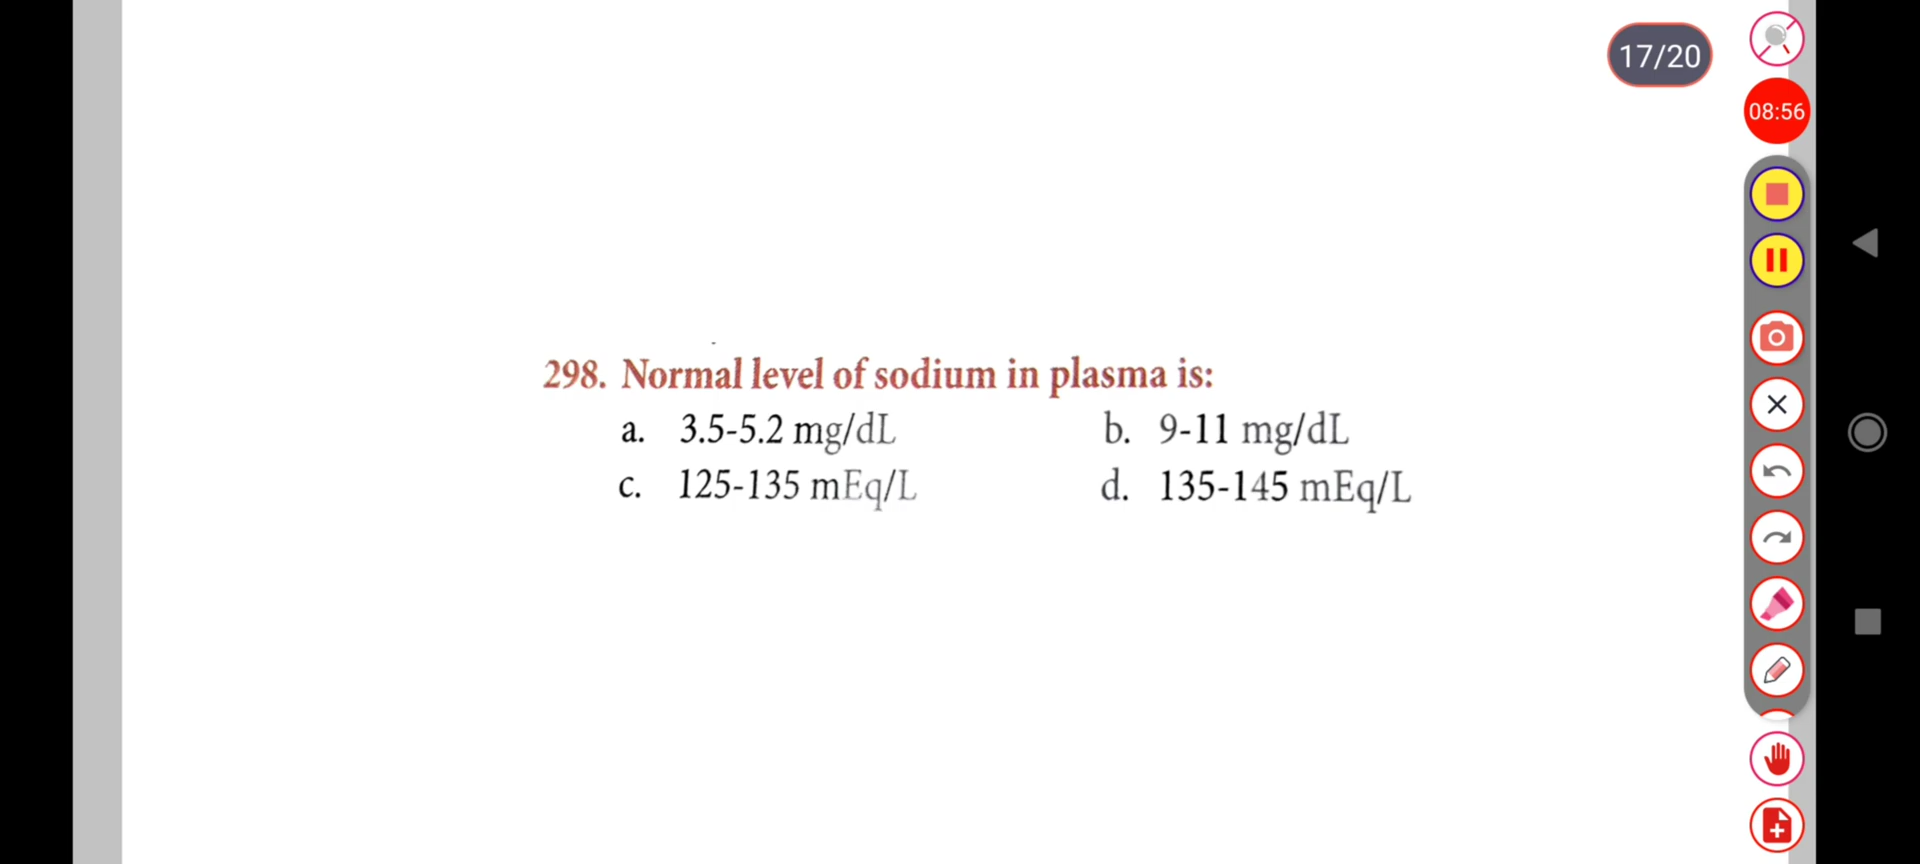 17/20
08:56
298. Normal level of sodium in plasma is:
a. 3.5-5.2 mg/dL b. 9-11 mg/dL
c. 125-135 mEq/L d. 135-145 mEq/L